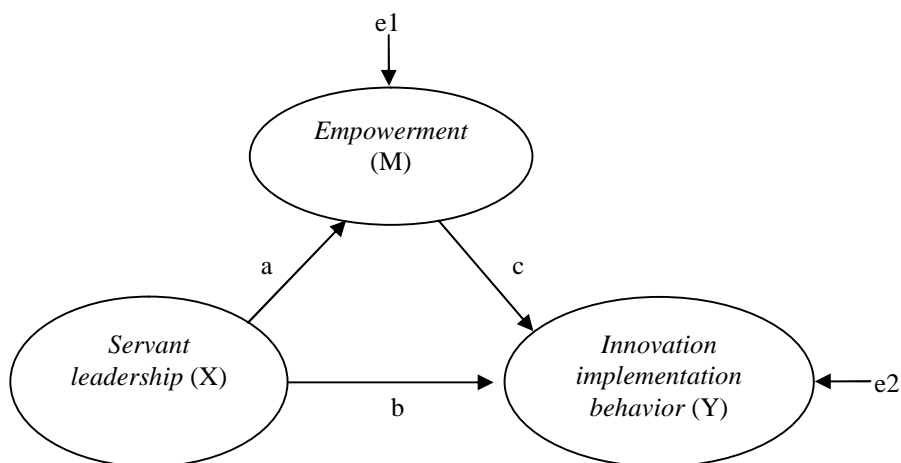 e1
Empowerment
(M)
a
c
Servant
leadership (X)
Innovation
implementation
behavior (Y)
b
e2